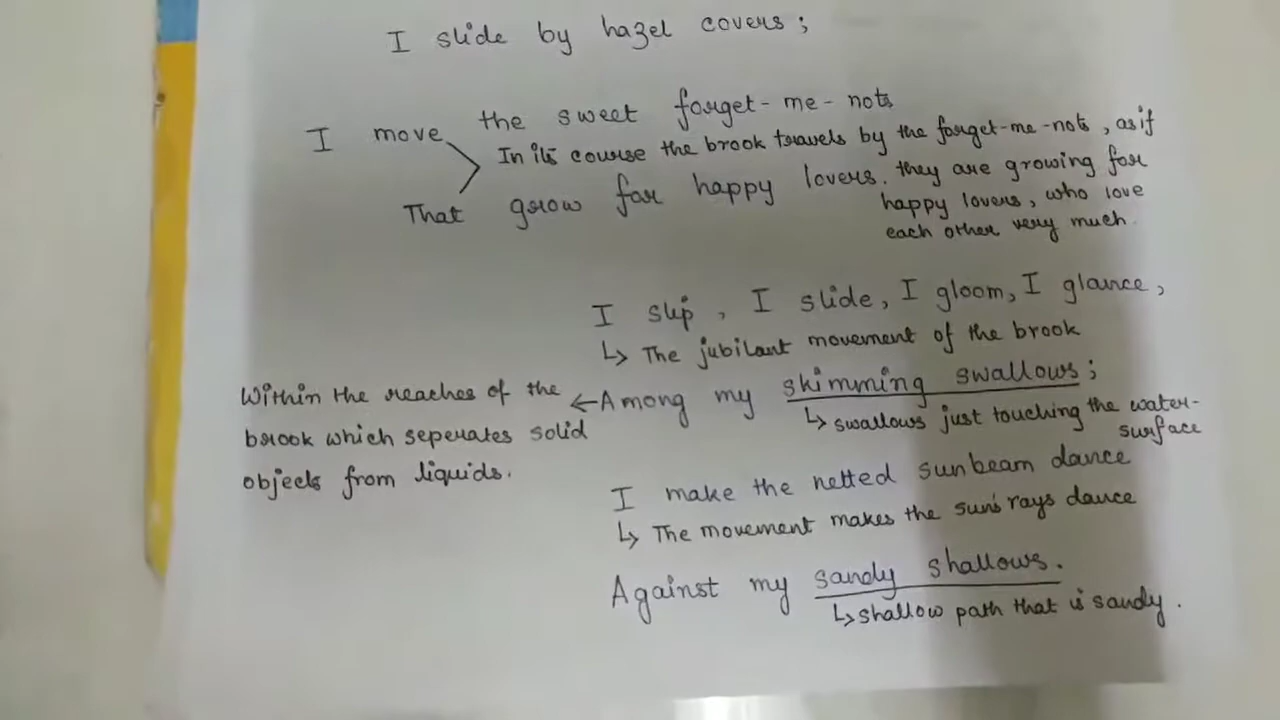 I slide by hazel covers;
I move the sweet forget-me-nots
In its course the brook travels by the forget-me-nots, as if
they are growing for
happy lovers, who love
each other very much.
That grow for happy lovers.
I slip, I slide, I gloom, I glance,
↳ The jubilant movement of the brook
Among my skimming swallows;
↳ swallows just touching the water-
surface
Within the reaches of the
brook which seperates solid
objects from liquids.
I make the netted sunbeam dance
↳ The movement makes the sun's rays dance
Against my sandy shallows.
↳ shallow path that is sandy.